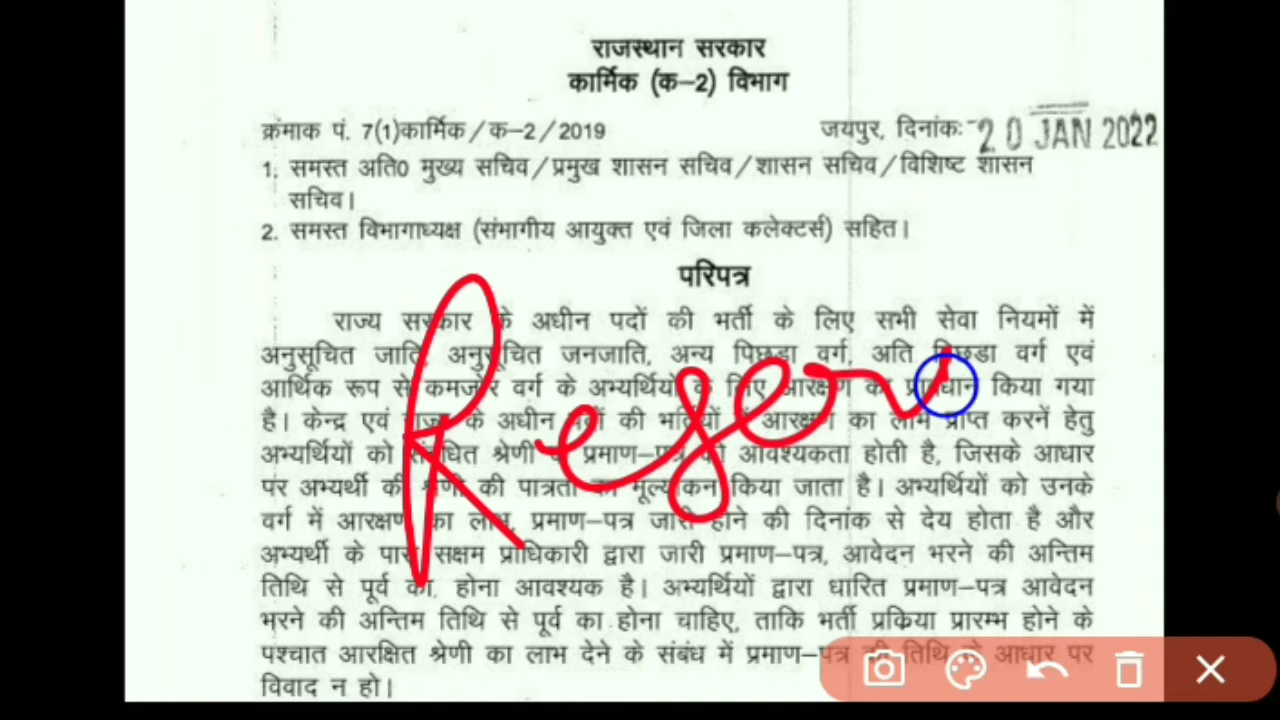 राजस्थान सरकार
कार्मिक (क–2) विभाग
क्रंमाक पं. 7(1)कार्मिक/क–2/2019 जयपुर, दिनांकः 20 JAN 2022
1. समस्त अति0 मुख्य सचिव/प्रमुख शासन सचिव/शासन सचिव/विशिष्ट शासन
सचिव।
2. समस्त विभागाध्यक्ष (संभागीय आयुक्त एवं जिला कलेक्टर्स) सहित।
परिपत्र
राज्य सरकार के अधीन पदों की भर्ती के लिए सभी सेवा नियमों में
अनुसूचित जाति, अनुसूचित जनजाति, अन्य पिछडा वर्ग, अति पिछडा वर्ग एवं
आर्थिक रूप से कमजोर वर्ग के अभ्यर्थियों के लिए आरक्षण का प्रावधान किया गया
है। केन्द्र एवं राज्य के अधीन पदों की भर्तियों में आरक्षण का लाभ प्राप्त करनें हेतु
अभ्यर्थियों को संबंधित श्रेणी के प्रमाण–पत्र की आवश्यकता होती है, जिसके आधार
पर अभ्यर्थी की श्रेणी की पात्रता का मूल्यांकन किया जाता है। अभ्यर्थियों को उनके
वर्ग में आरक्षण का लाभ, प्रमाण–पत्र जारी होने की दिनांक से देय होता है और
अभ्यर्थी के पास सक्षम प्राधिकारी द्वारा जारी प्रमाण–पत्र, आवेदन भरने की अन्तिम
तिथि से पूर्व का, होना आवश्यक है। अभ्यर्थियों द्वारा धारित प्रमाण–पत्र आवेदन
भरने की अन्तिम तिथि से पूर्व का होना चाहिए, ताकि भर्ती प्रक्रिया प्रारम्भ होने के
पश्चात आरक्षित श्रेणी का लाभ देने के संबंध में प्रमाण–पत्र की तिथि के आधार पर
विवाद न हो।